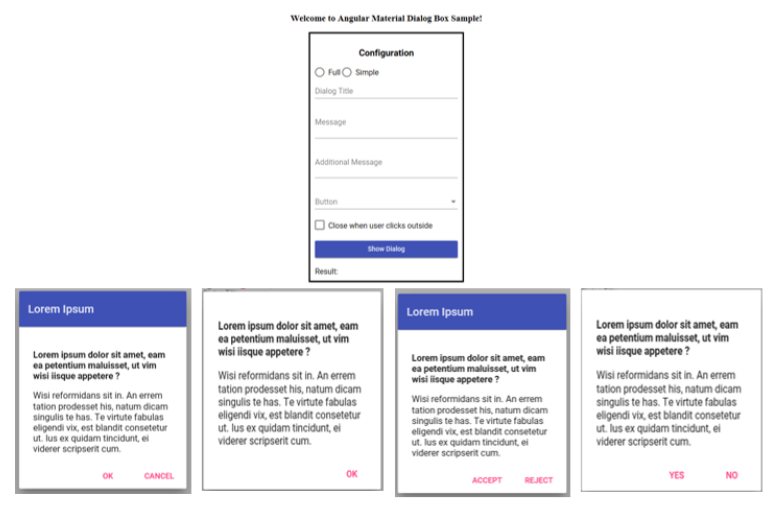 Welcome to Angular Material Dialog Box Sample!
Configuration
Full Simple
Dialog Title
Message
Additional Message
Button
Close when user clicks outside
Show Dialog
Result:
Lorem Ipsum
Lorem ipsum dolor sit amet, eam
ea petentium maluisset, ut vim
wisi iisque appetere ?
Wisi reformidans sit in. An errem
tation prodesset his, natum dicam
singulis te has. Te virtute fabulas
eligendi vix, est blandit consetetur
ut. Ius ex quidam tincidunt, ei
viderer scripserit cum.
OK CANCEL
Lorem ipsum dolor sit amet, eam
ea petentium maluisset, ut vim
wisi iisque appetere ?
Wisi reformidans sit in. An errem
tation prodesset his, natum dicam
singulis te has. Te virtute fabulas
eligendi vix, est blandit consetetur
ut. Ius ex quidam tincidunt, ei
viderer scripserit cum.
OK
Lorem Ipsum
Lorem ipsum dolor sit amet, eam
ea petentium maluisset, ut vim
wisi iisque appetere ?
Wisi reformidans sit in. An errem
tation prodesset his, natum dicam
singulis te has. Te virtute fabulas
eligendi vix, est blandit consetetur
ut. Ius ex quidam tincidunt, ei
viderer scripserit cum.
ACCEPT REJECT
Lorem ipsum dolor sit amet, eam
ea petentium maluisset, ut vim
wisi iisque appetere ?
Wisi reformidans sit in. An errem
tation prodesset his, natum dicam
singulis te has. Te virtute fabulas
eligendi vix, est blandit consetetur
ut. Ius ex quidam tincidunt, ei
viderer scripserit cum.
YES NO